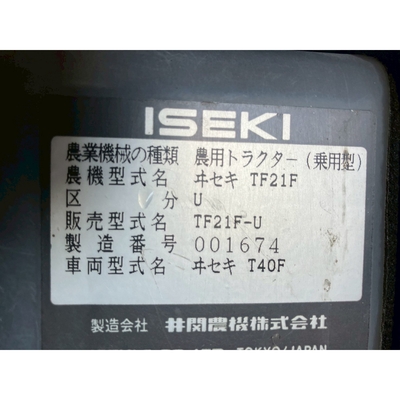 ISEKI
農業機械の種類 農用トラクター(乗用型)
農機型式名 ヰセキ TF21F
区分 U
販売型式名 TF21F-U
製造番号 001674
車両型式名 ヰセキ T40F
製造会社 井関農機株式会社
TOKYO/JAPAN